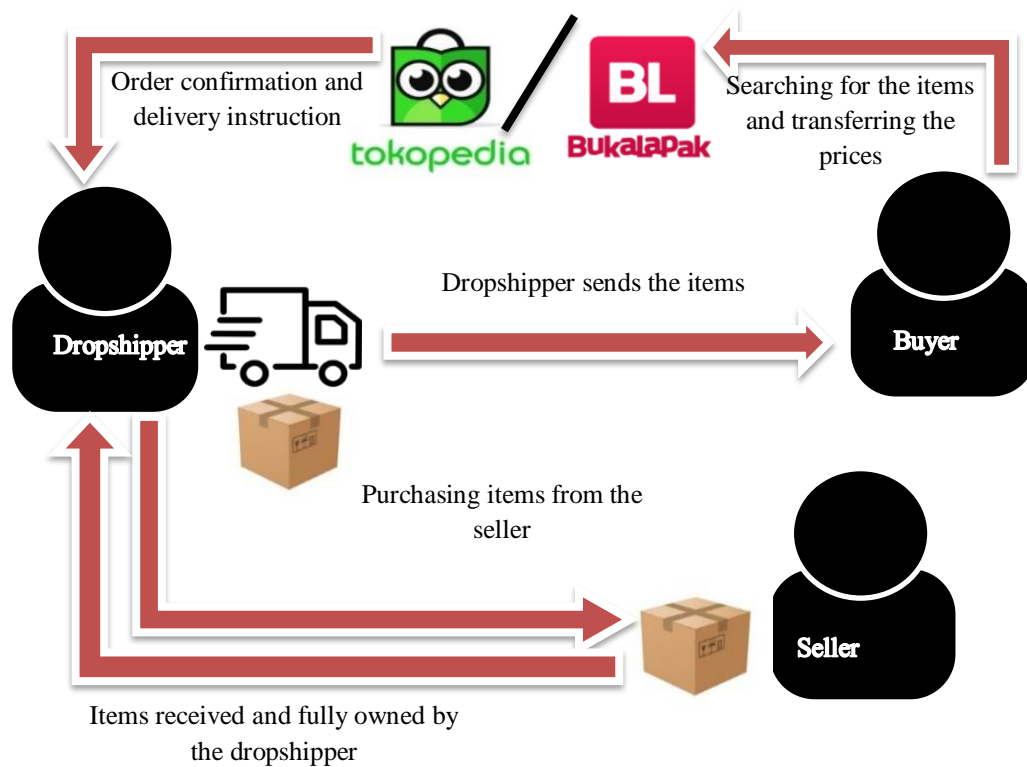 Order confirmation and
delivery instruction
tokopedia
BL
BukaLaPak
Searching for the items
and transferring the
prices
Dropshipper sends the items
Dropshipper
Buyer
Purchasing items from the
seller
Seller
Items received and fully owned by
the dropshipper